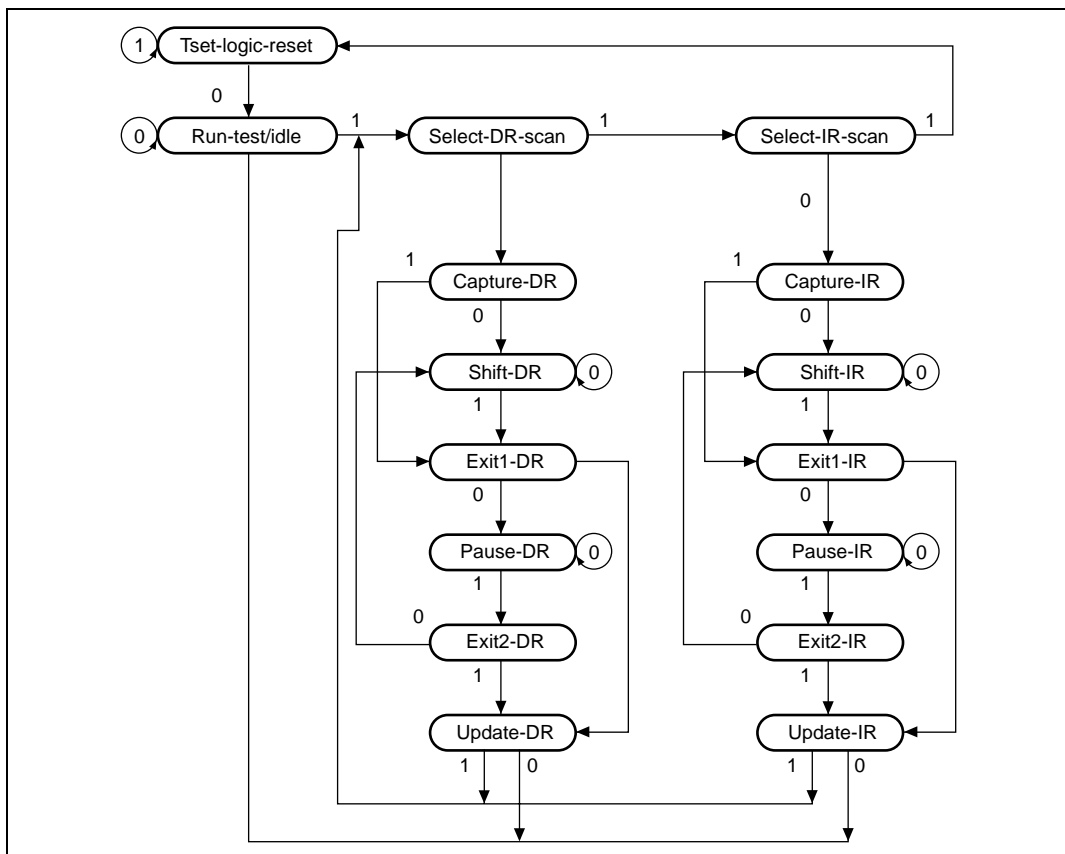 1
Tset-logic-reset
0
0
Run-test/idle
1
Select-DR-scan
1
Select-IR-scan
1
0
1
Capture-DR
1
Capture-IR
0
0
Shift-DR
0
Shift-IR
0
1
1
Exit1-DR
Exit1-IR
0
0
Pause-DR
0
Pause-IR
0
1
1
0
Exit2-DR
0
Exit2-IR
1
1
Update-DR
Update-IR
1
0
1
0